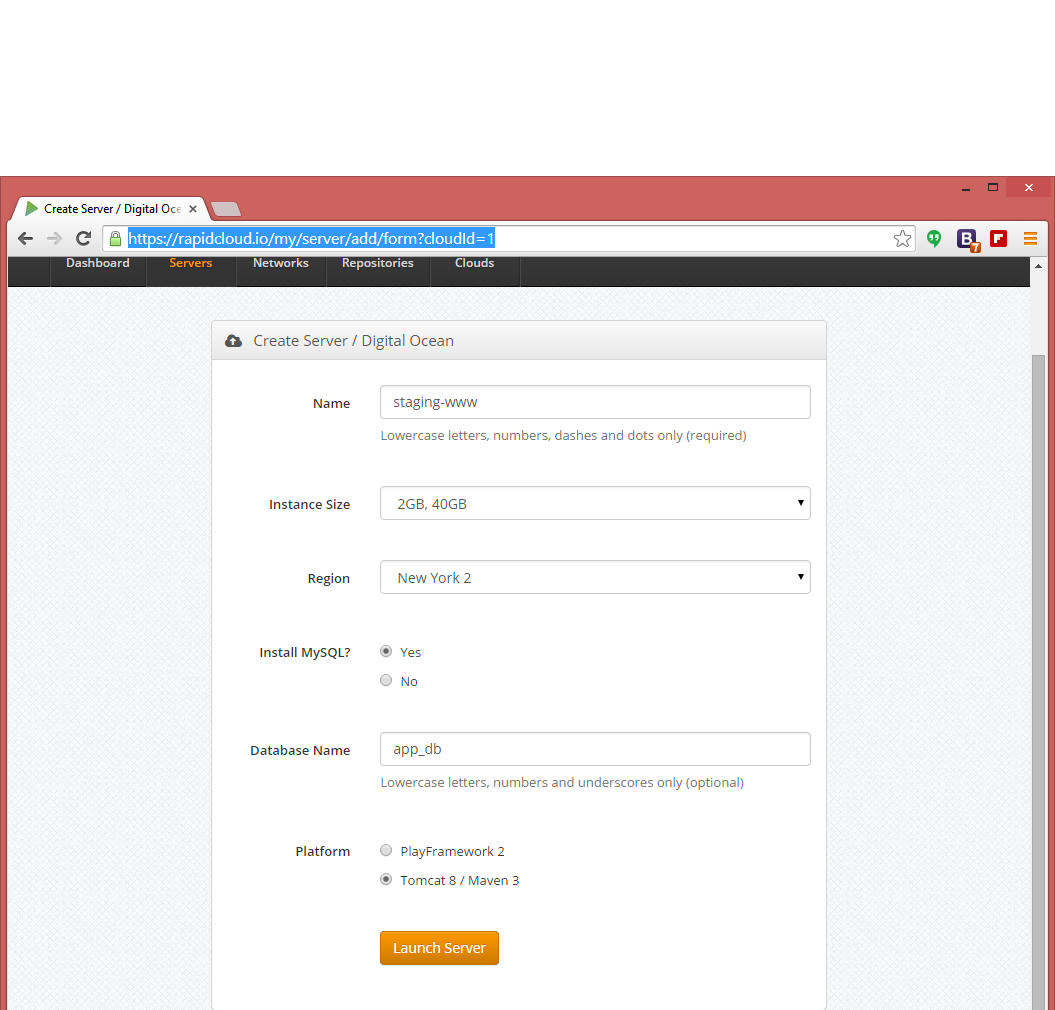 Create Server / Digital Oce
https://rapidcloud.io/my/server/add/form?cloudId=1
B 7
Dashboard Servers Networks Repositories Clouds
Create Server / Digital Ocean
Name staging-www
Lowercase letters, numbers, dashes and dots only (required)
Instance Size 2GB, 40GB
Region New York 2
Install MySQL? Yes
No
Database Name app_db
Lowercase letters, numbers and underscores only (optional)
Platform PlayFramework 2
Tomcat 8 / Maven 3
Launch Server